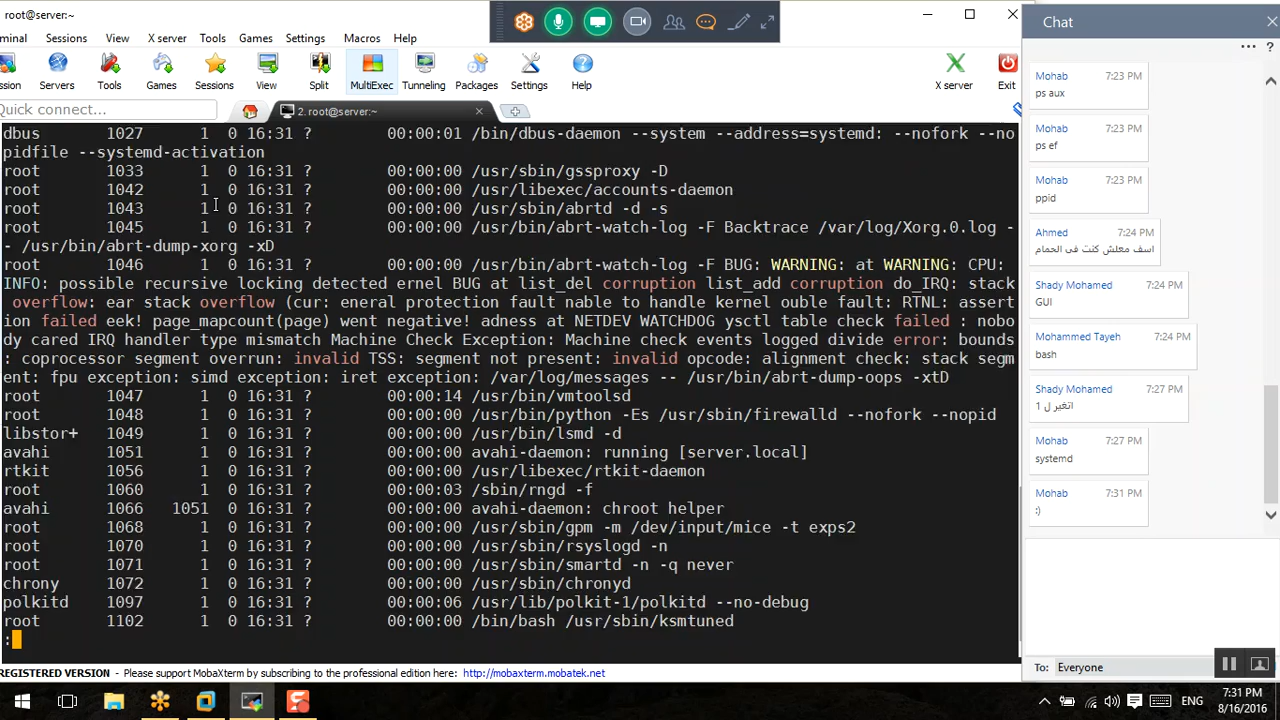 root@server:~
minal Sessions View X server Tools Games Settings Macros Help
ssion Servers Tools Games Sessions View Split MultiExec Tunneling Packages Settings Help X server Exit
Quick connect...
2. root@server:~
dbus 1027 1 0 16:31 ? 00:00:01 /bin/dbus-daemon --system --address=systemd: --nofork --no
pidfile --systemd-activation
root 1033 1 0 16:31 ? 00:00:00 /usr/sbin/gssproxy -D
root 1042 1 0 16:31 ? 00:00:00 /usr/libexec/accounts-daemon
root 1043 1 0 16:31 ? 00:00:00 /usr/sbin/abrtd -d -s
root 1045 1 0 16:31 ? 00:00:00 /usr/bin/abrt-watch-log -F Backtrace /var/log/Xorg.0.log -
- /usr/bin/abrt-dump-xorg -xD
root 1046 1 0 16:31 ? 00:00:00 /usr/bin/abrt-watch-log -F BUG: WARNING: at WARNING: CPU:
INFO: possible recursive locking detected ernel BUG at list_del corruption list_add corruption do_IRQ: stack
overflow: ear stack overflow (cur: eneral protection fault nable to handle kernel ouble fault: RTNL: assert
ion failed eek! page_mapcount(page) went negative! adness at NETDEV WATCHDOG ysctl table check failed : nobo
dy cared IRQ handler type mismatch Machine check Exception: Machine check events logged divide error: bounds
: coprocessor segment overrun: invalid TSS: segment not present: invalid opcode: alignment check: stack segm
ent: fpu exception: simd exception: iret exception: /var/log/messages -- /usr/bin/abrt-dump-oops -xtD
root 1047 1 0 16:31 ? 00:00:14 /usr/bin/vmtoolsd
root 1048 1 0 16:31 ? 00:00:00 /usr/bin/python -Es /usr/sbin/firewalld --nofork --nopid
libstor+ 1049 1 0 16:31 ? 00:00:00 /usr/bin/lsmd -d
avahi 1051 1 0 16:31 ? 00:00:00 avahi-daemon: running [server.local]
rtkit 1056 1 0 16:31 ? 00:00:00 /usr/libexec/rtkit-daemon
root 1060 1 0 16:31 ? 00:00:03 /sbin/rngd -f
avahi 1066 1051 0 16:31 ? 00:00:00 avahi-daemon: chroot helper
root 1068 1 0 16:31 ? 00:00:00 /usr/sbin/gpm -m /dev/input/mice -t exps2
root 1070 1 0 16:31 ? 00:00:00 /usr/sbin/rsyslogd -n
root 1071 1 0 16:31 ? 00:00:00 /usr/sbin/smartd -n -q never
chrony 1072 1 0 16:31 ? 00:00:00 /usr/sbin/chronyd
polkitd 1097 1 0 16:31 ? 00:00:06 /usr/lib/polkit-1/polkitd --no-debug
root 1102 1 0 16:31 ? 00:00:00 /bin/bash /usr/sbin/ksmtuned
:
REGISTERED VERSION - Please support MobaXterm by subscribing to the professional edition here: http://mobaxterm.mobatek.net
Chat
Mohab 7:23 PM
ps aux
Mohab 7:23 PM
ps ef
Mohab 7:23 PM
ppid
Ahmed 7:24 PM
اسف معلش كنت فى الحمام
Shady Mohamed 7:24 PM
GUI
Mohammed Tayeh 7:24 PM
bash
Shady Mohamed 7:27 PM
اتغير ل 1
Mohab 7:27 PM
systemd
Mohab 7:31 PM
:)
To: Everyone
ENG
7:31 PM
8/16/2016